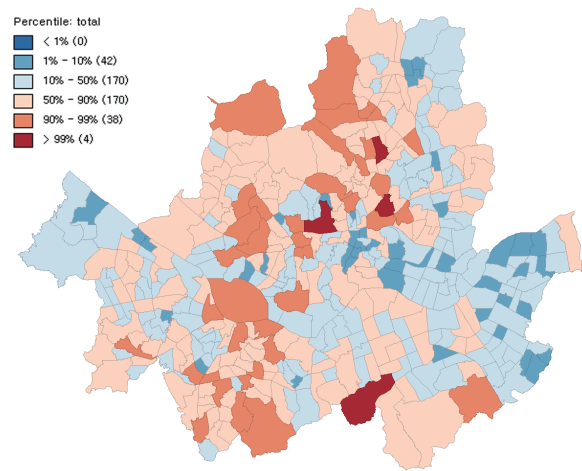 Percentile: total
< 1% (0)
1% - 10% (42)
10% - 50% (170)
50% - 90% (170)
90% - 99% (38)
> 99% (4)